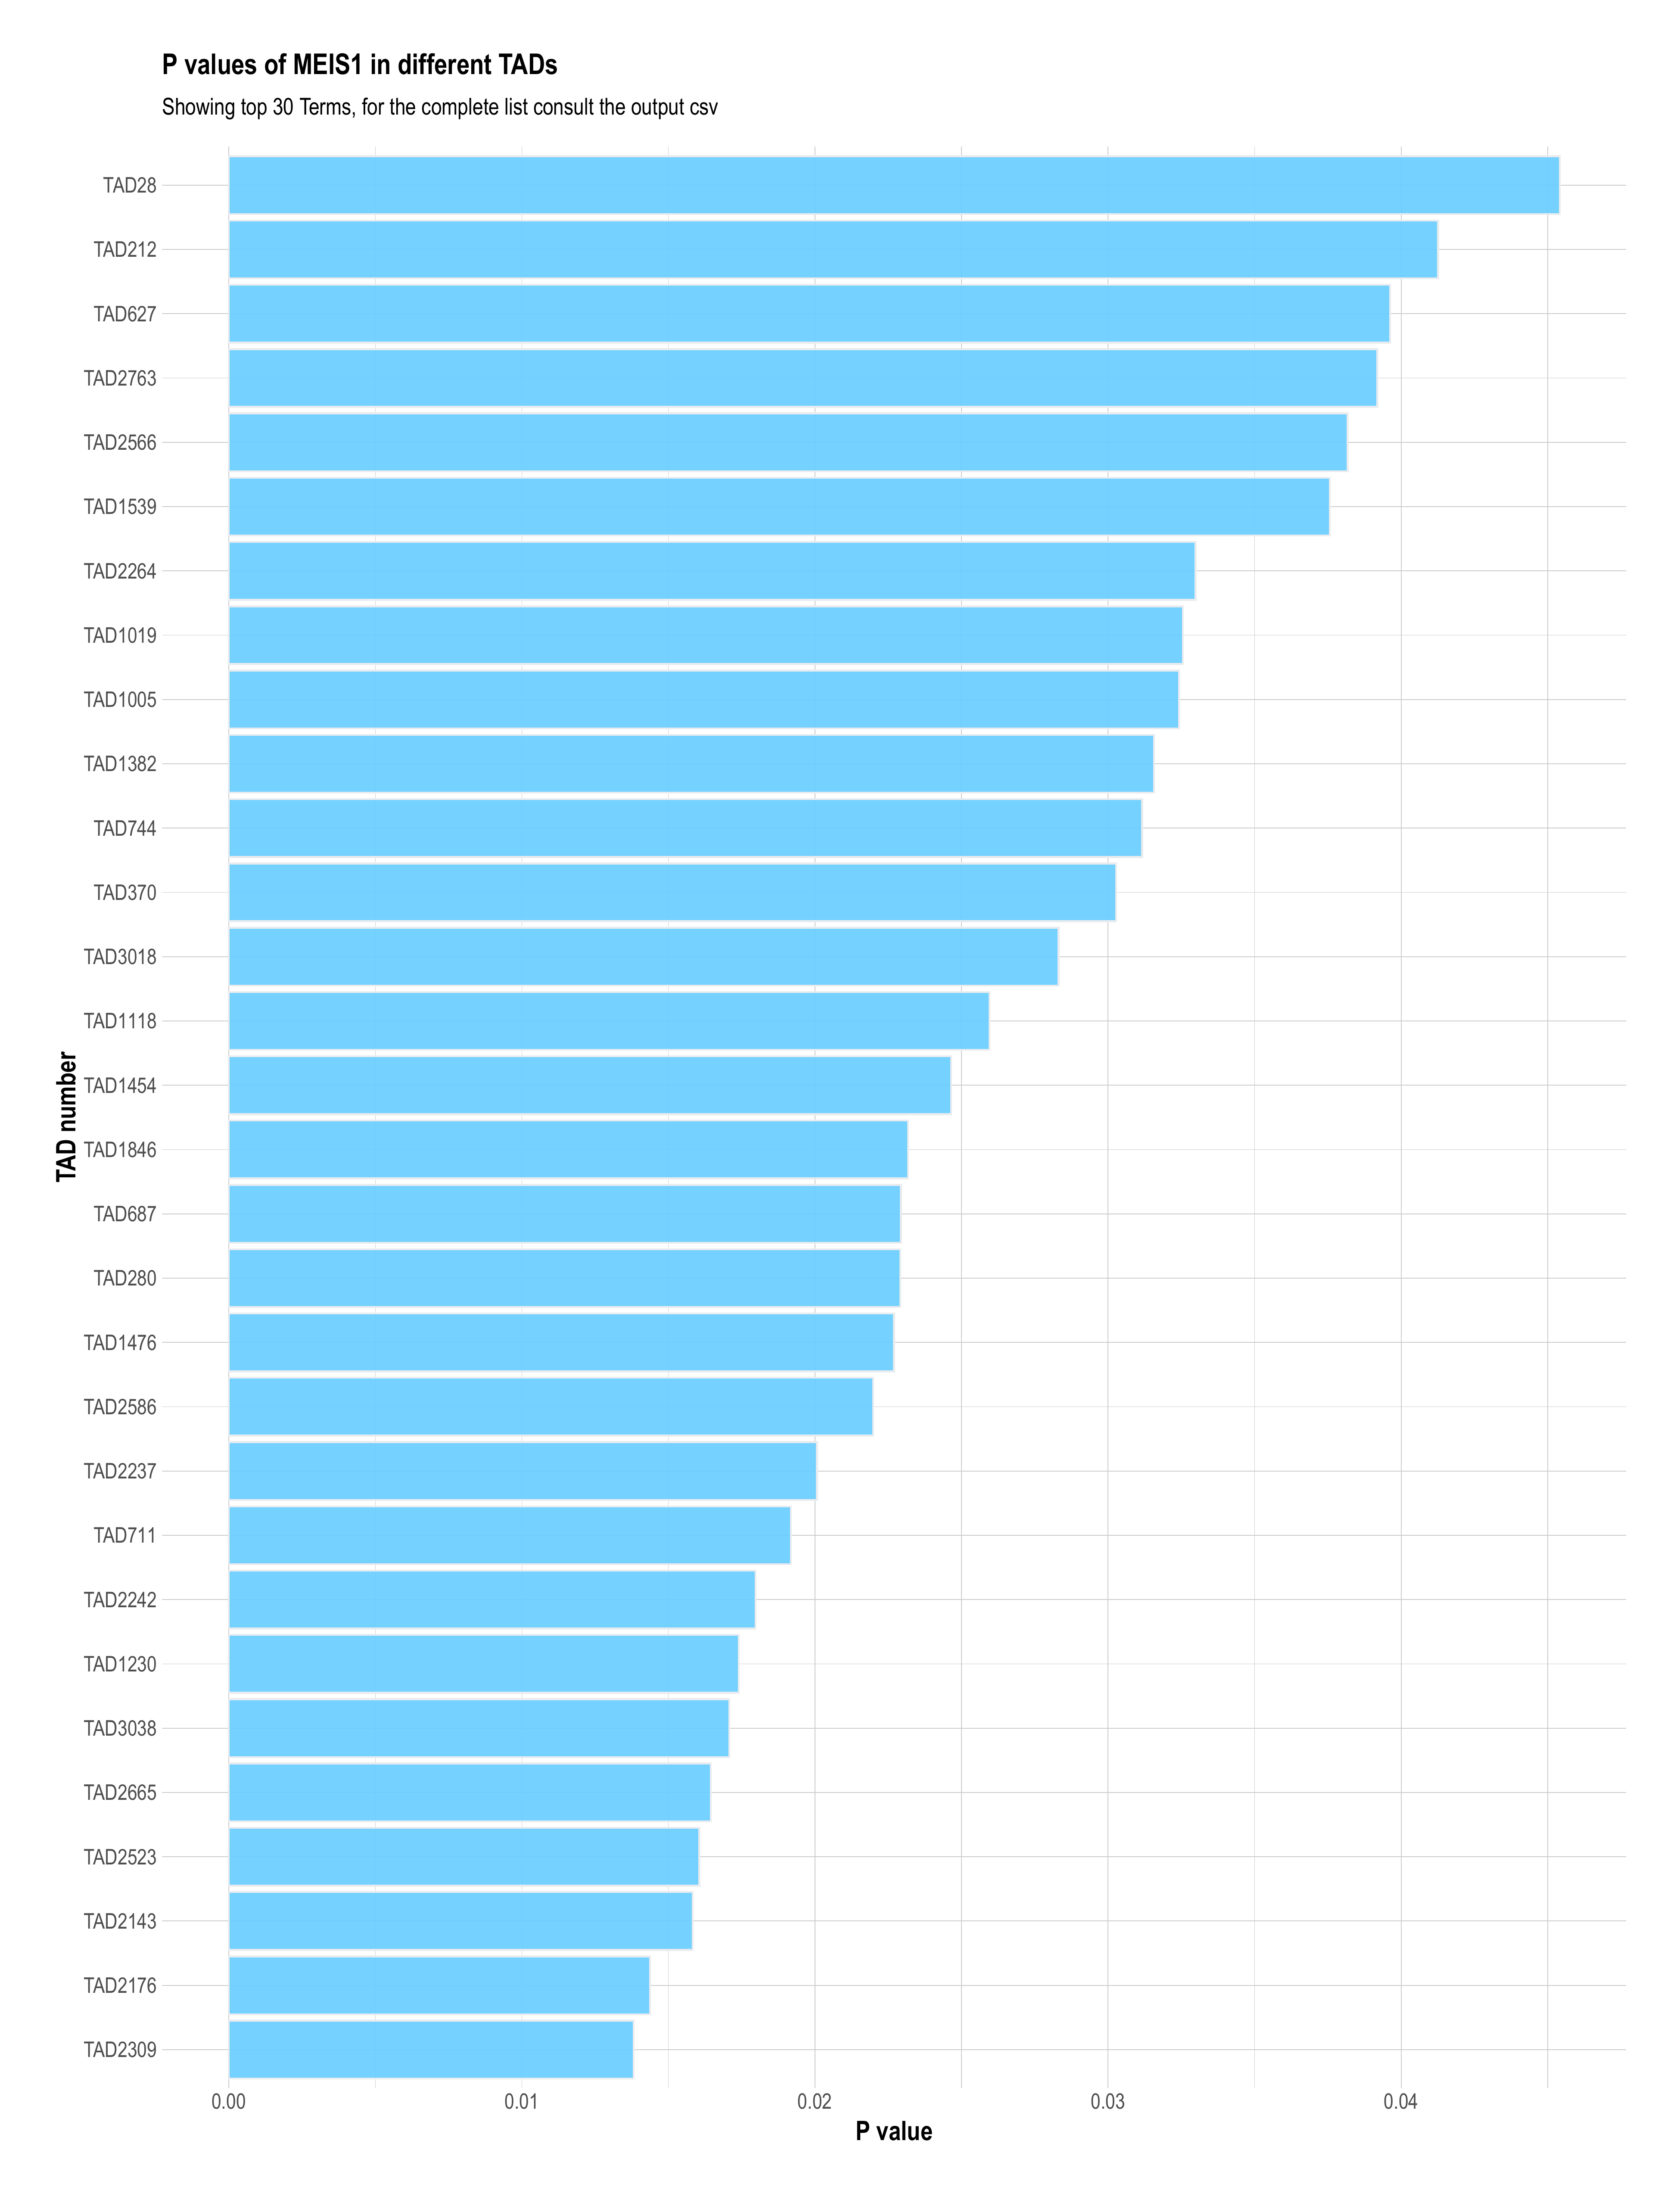 P values of MEIS1 in different TADs
Showing top 30 Terms, for the complete list consult the output csv
TAD28
TAD212
TAD627
TAD2763
TAD2566
TAD1539
TAD2264
TAD1019
TAD1005
TAD1382
TAD744
TAD370
TAD3018
TAD1118
TAD1454
TAD1846
TAD687
TAD280
TAD1476
TAD2586
TAD2237
TAD711
TAD2242
TAD1230
TAD3038
TAD2665
TAD2523
TAD2143
TAD2176
TAD2309
TAD number
0.00 0.01 0.02 0.03 0.04
P value